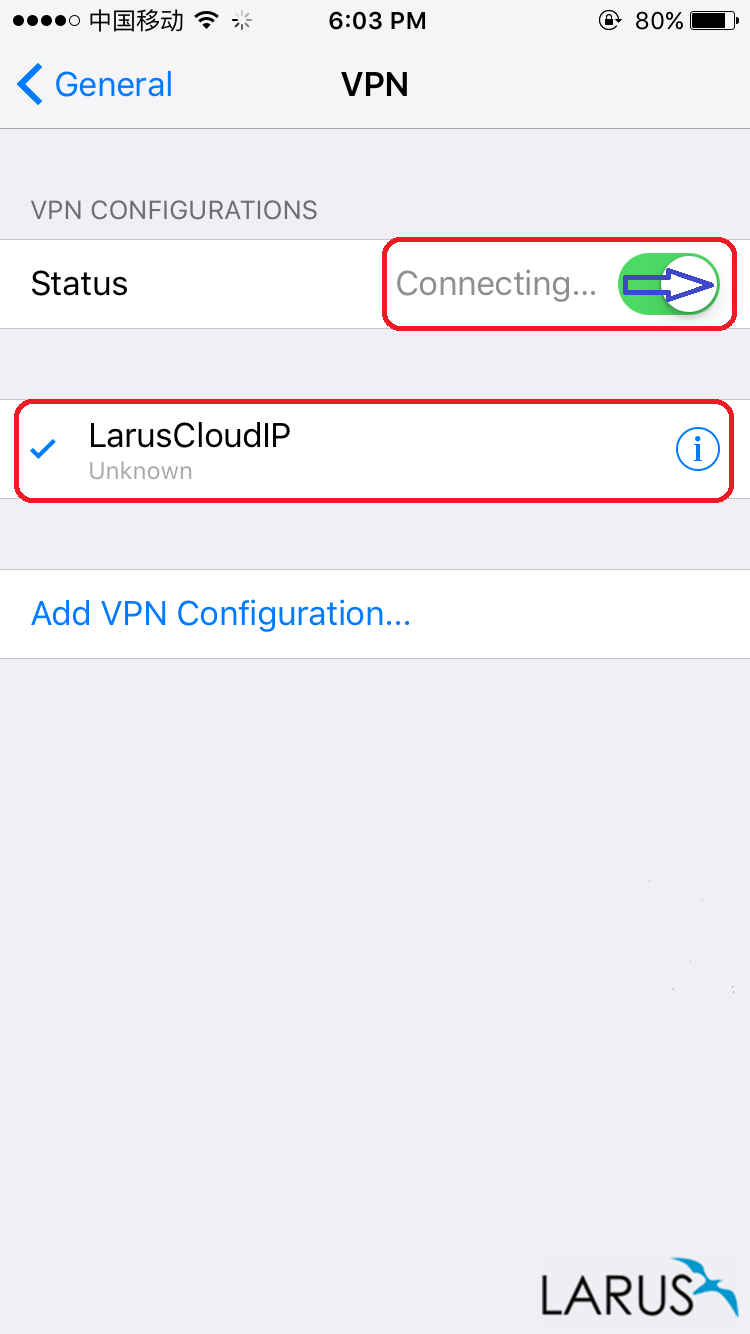 中国移动 6:03 PM 80%
General VPN
VPN CONFIGURATIONS
Status Connecting...
LarusCloudIP
Unknown
Add VPN Configuration...
LARUS